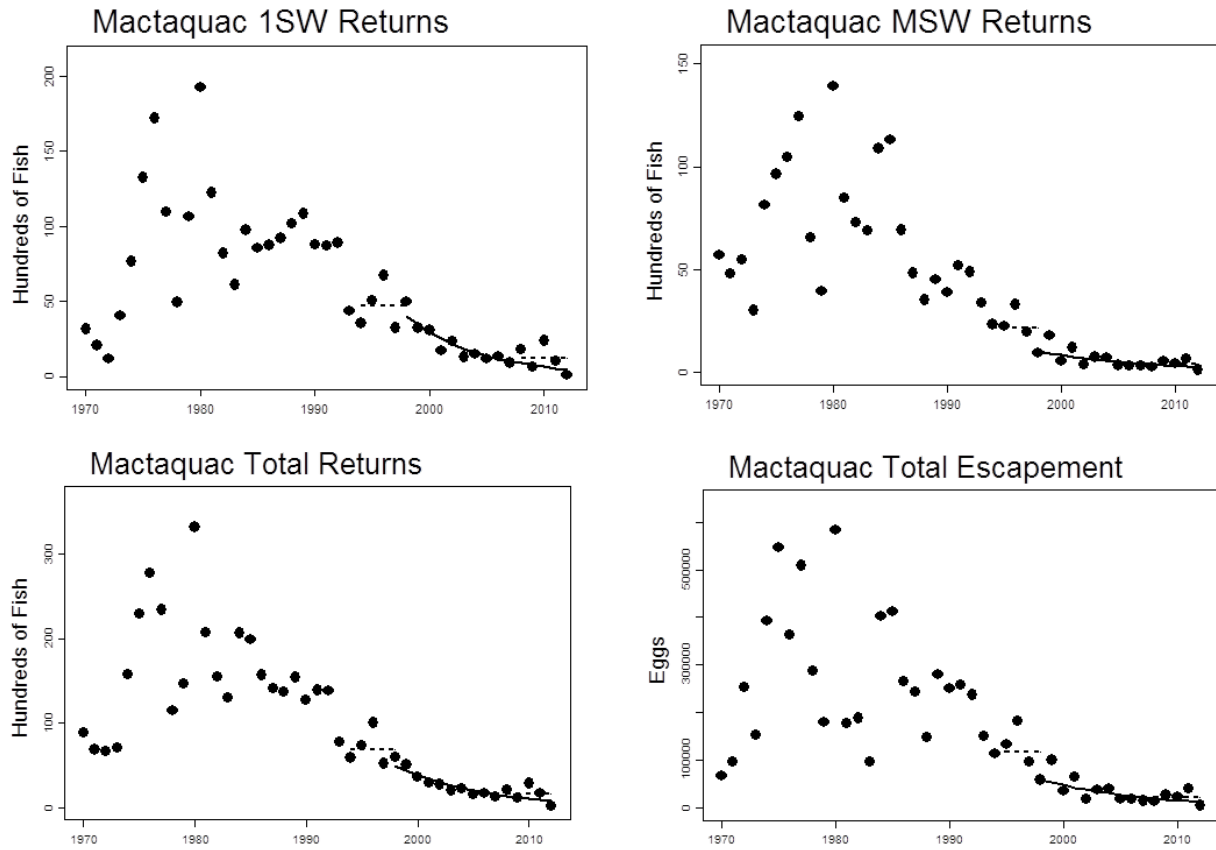 Mactaquac 1SW Returns
Hundreds of Fish
200
150
100
50
0
1970 1980 1990 2000 2010
Mactaquac MSW Returns
Hundreds of Fish
150
100
50
0
1970 1980 1990 2000 2010
Mactaquac Total Returns
Hundreds of Fish
300
200
100
0
1970 1980 1990 2000 2010
Mactaquac Total Escapement
Eggs
500000
300000
100000
0
1970 1980 1990 2000 2010